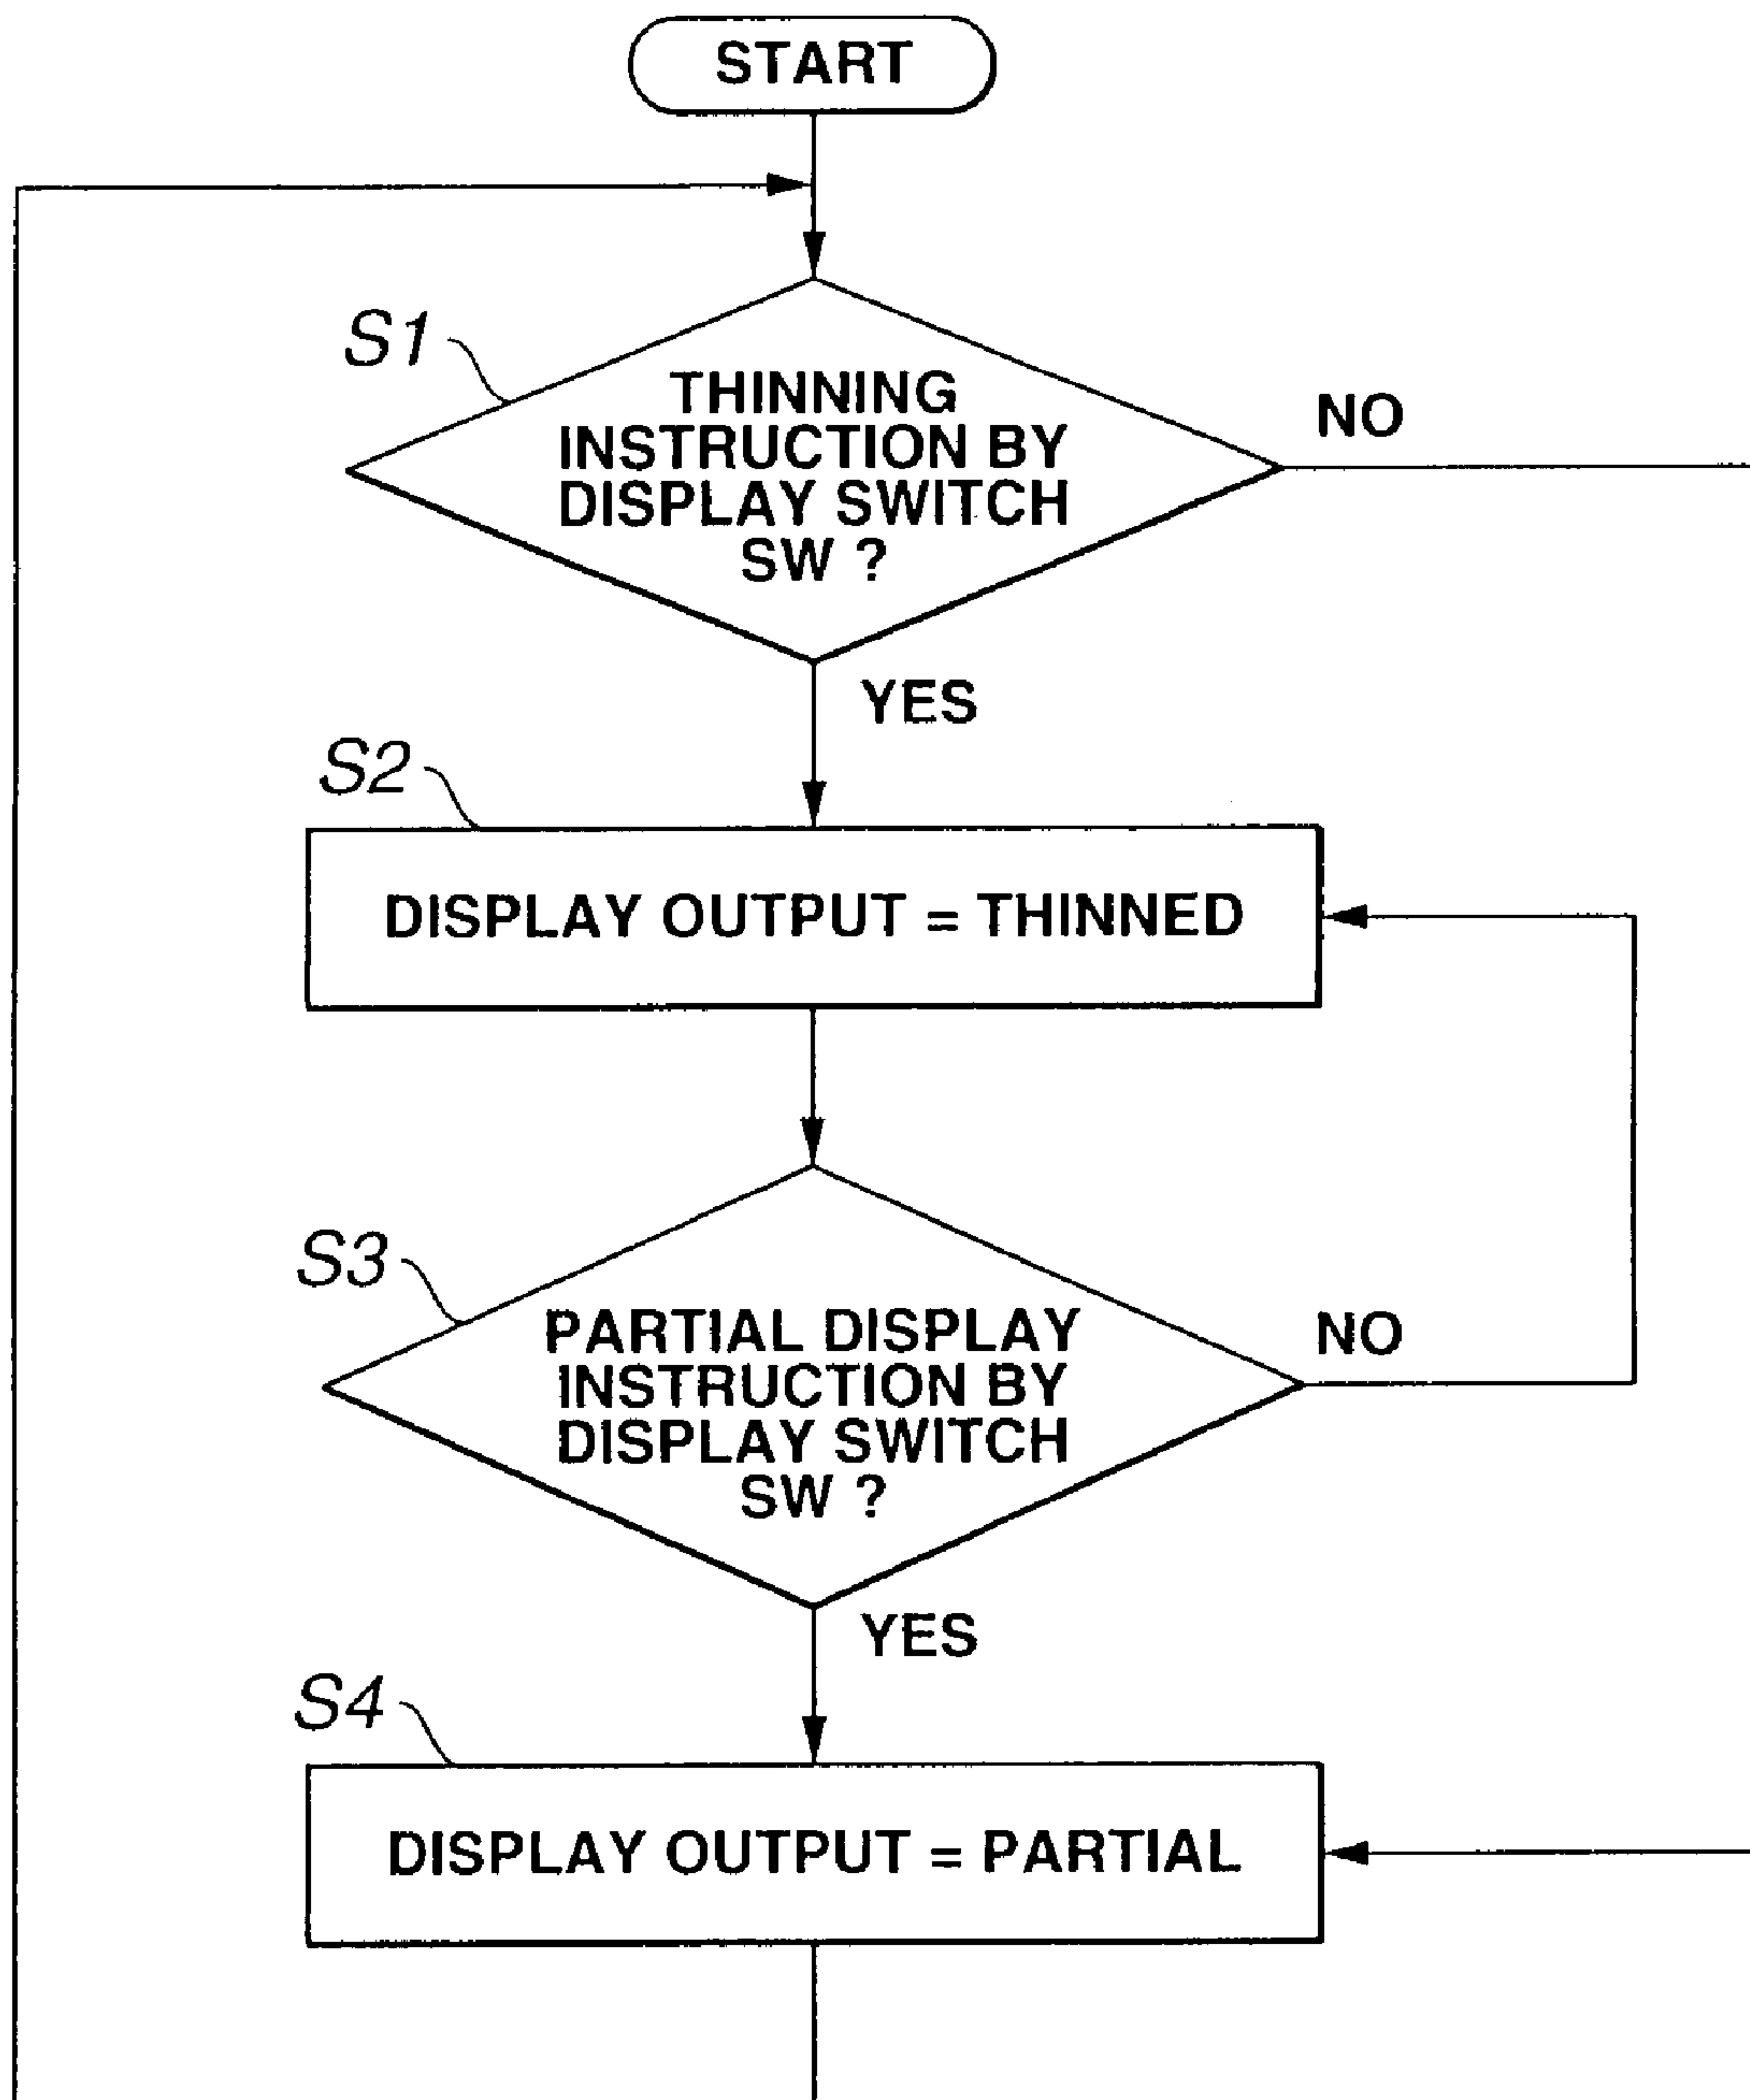 START
S1
THINNING
INSTRUCTION BY
DISPLAY SWITCH
SW ?
NO
YES
S2
DISPLAY OUTPUT = THINNED
S3
PARTIAL DISPLAY
INSTRUCTION BY
DISPLAY SWITCH
SW ?
NO
YES
S4
DISPLAY OUTPUT = PARTIAL